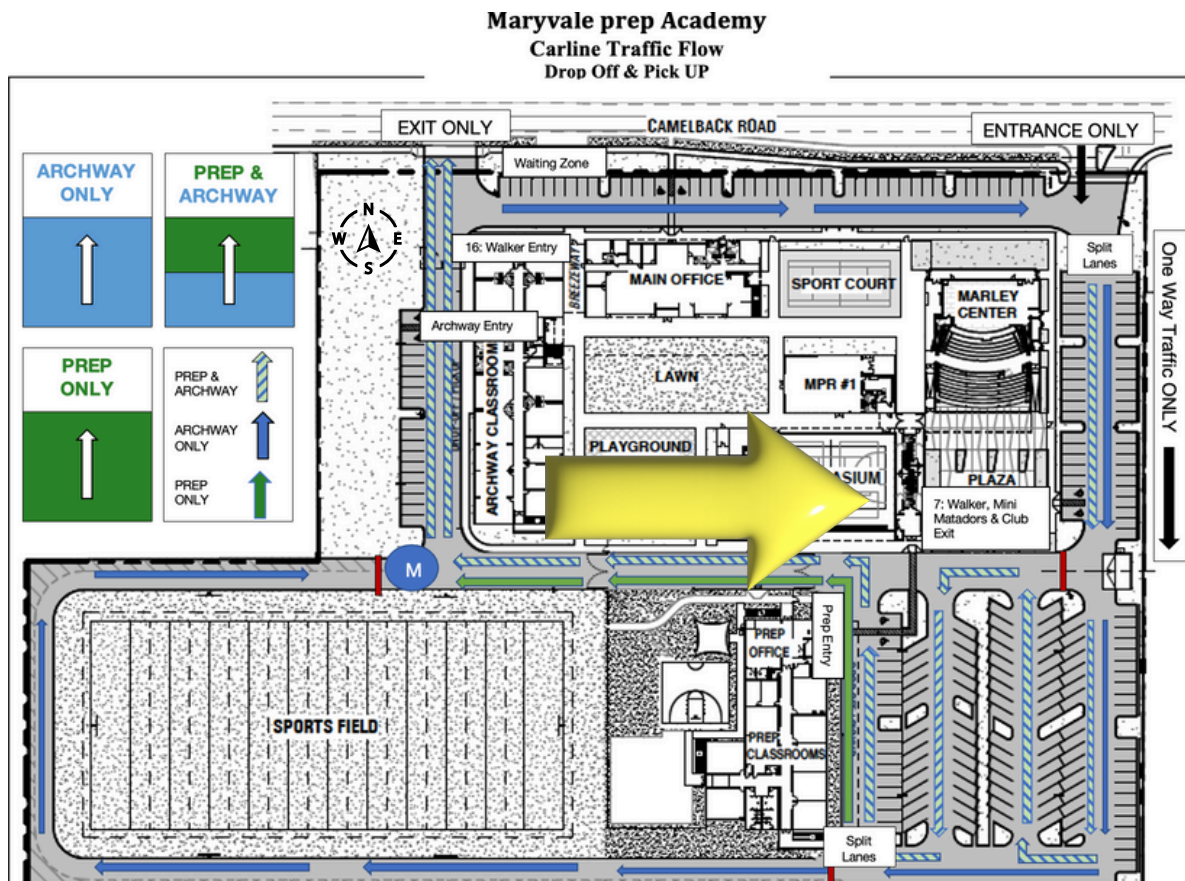 Maryvale prep Academy
Carline Traffic Flow
Drop Off & Pick UP
EXIT ONLY
CAMELBACK ROAD
ENTRANCE ONLY
ARCHWAY
ONLY
PREP &
ARCHWAY
Waiting Zone
N
W E
S
16: Walker Entry
BREEZEWAY
MAIN OFFICE
SPORT COURT
MARLEY
CENTER
Split
Lanes
One Way Traffic Only
Archway Entry
PREP
ONLY
PREP &
ARCHWAY
ARCHWAY
ONLY
PREP
ONLY
ARCHWAY CLASSROOM
LAWN
MPR #1
PLAYGROUND
ASIUM
PLAZA
7: Walker, Mini
Matadors & Club
Exit
M
Prep Entry
PREP
OFFICE
SPORTS FIELD
PREP
CLASSROOMS
Split
Lanes